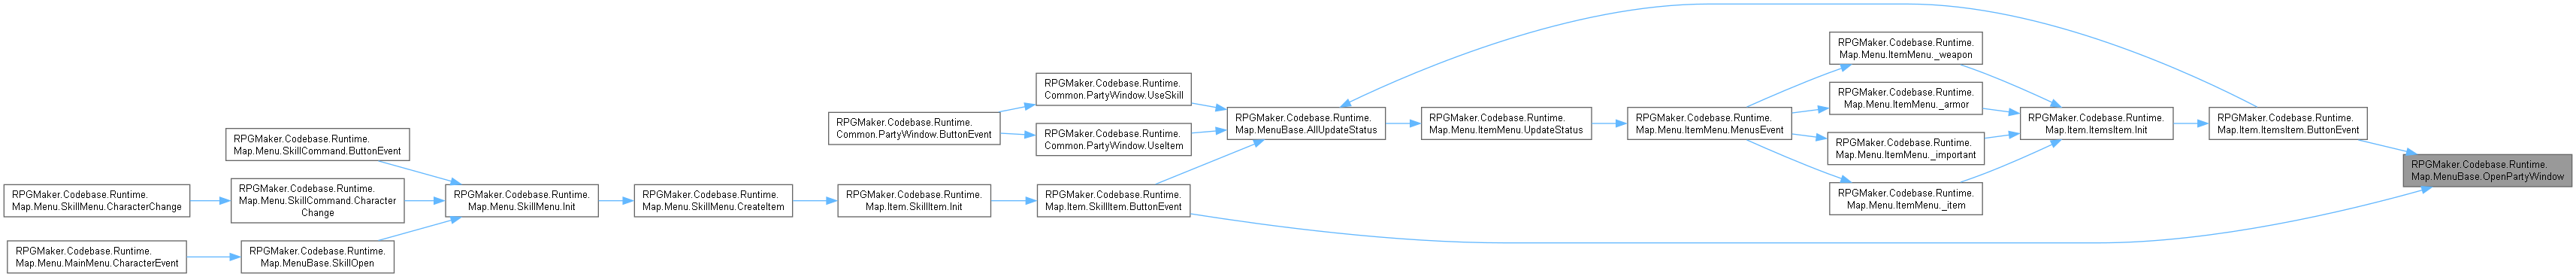 RPGMaker.Codebase.Runtime.
Map.Menu.SkillMenu.CharacterChange
RPGMaker.Codebase.Runtime.
Map.Menu.MainMenu.CharacterEvent
RPGMaker.Codebase.Runtime.
Map.Menu.SkillCommand.ButtonEvent
RPGMaker.Codebase.Runtime.
Map.Menu.SkillCommand.Character
Change
RPGMaker.Codebase.Runtime.
Map.MenuBase.SkillOpen
RPGMaker.Codebase.Runtime.
Map.Menu.SkillMenu.Init
RPGMaker.Codebase.Runtime.
Map.Menu.SkillMenu.CreateItem
RPGMaker.Codebase.Runtime.
Common.PartyWindow.ButtonEvent
RPGMaker.Codebase.Runtime.
Map.Item.SkillItem.Init
RPGMaker.Codebase.Runtime.
Common.PartyWindow.UseSkill
RPGMaker.Codebase.Runtime.
Common.PartyWindow.UseItem
RPGMaker.Codebase.Runtime.
Map.Item.SkillItem.ButtonEvent
RPGMaker.Codebase.Runtime.
Map.MenuBase.AllUpdateStatus
RPGMaker.Codebase.Runtime.
Map.Menu.ItemMenu.UpdateStatus
RPGMaker.Codebase.Runtime.
Map.Menu.ItemMenu.MenusEvent
RPGMaker.Codebase.Runtime.
Map.Menu.ItemMenu._weapon
RPGMaker.Codebase.Runtime.
Map.Menu.ItemMenu._armor
RPGMaker.Codebase.Runtime.
Map.Menu.ItemMenu._important
RPGMaker.Codebase.Runtime.
Map.Menu.ItemMenu._item
RPGMaker.Codebase.Runtime.
Map.Item.ItemsItem.Init
RPGMaker.Codebase.Runtime.
Map.Item.ItemsItem.ButtonEvent
RPGMaker.Codebase.Runtime.
Map.MenuBase.OpenPartyWindow